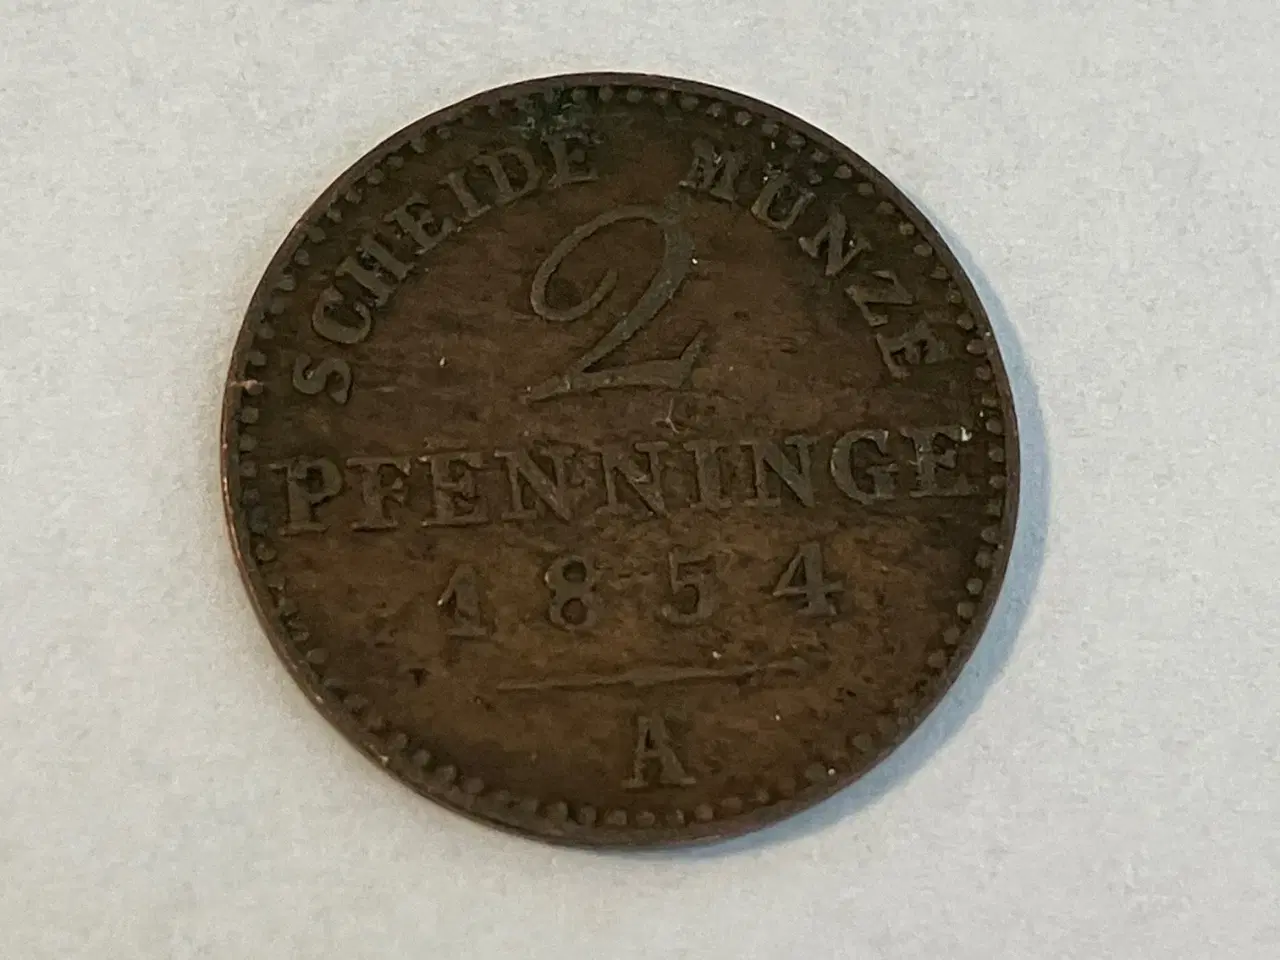 SCHEIDE MÜNZE
2
PFENNINGE
1854
A